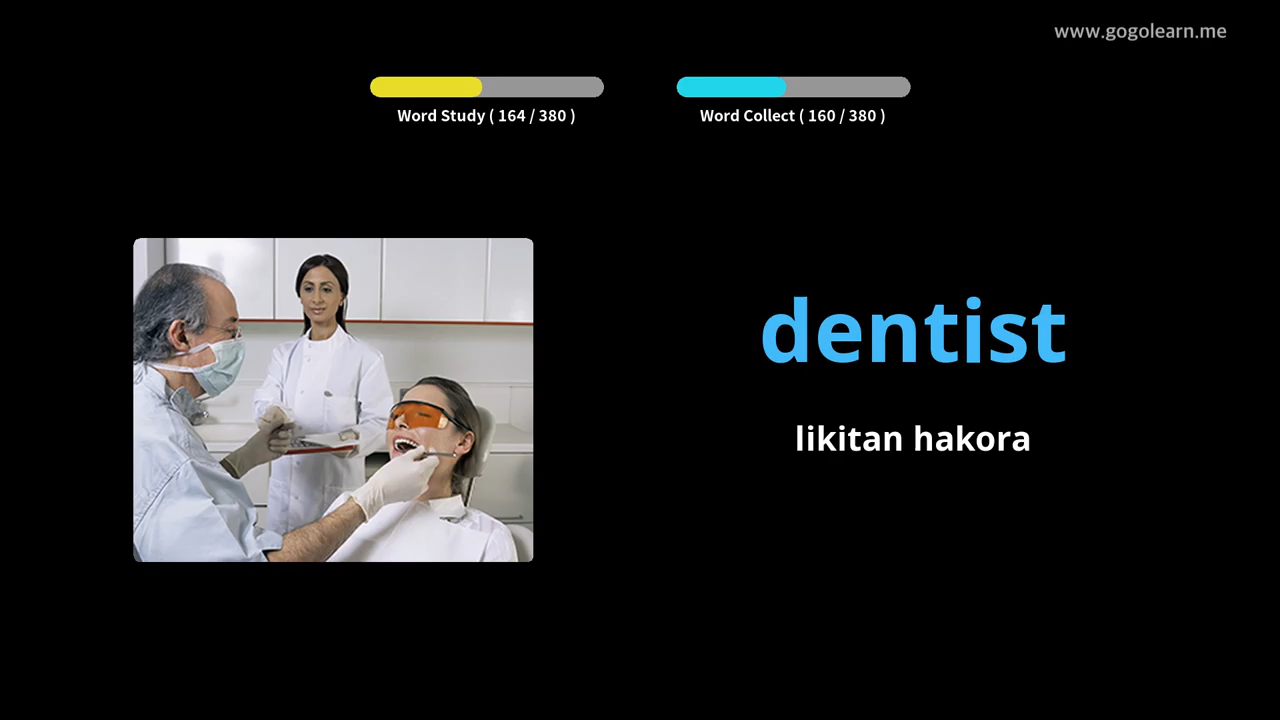 www.gogolearn.me
Word Study ( 164 / 380 )
Word Collect ( 160 / 380 )
dentist
likitan hakora